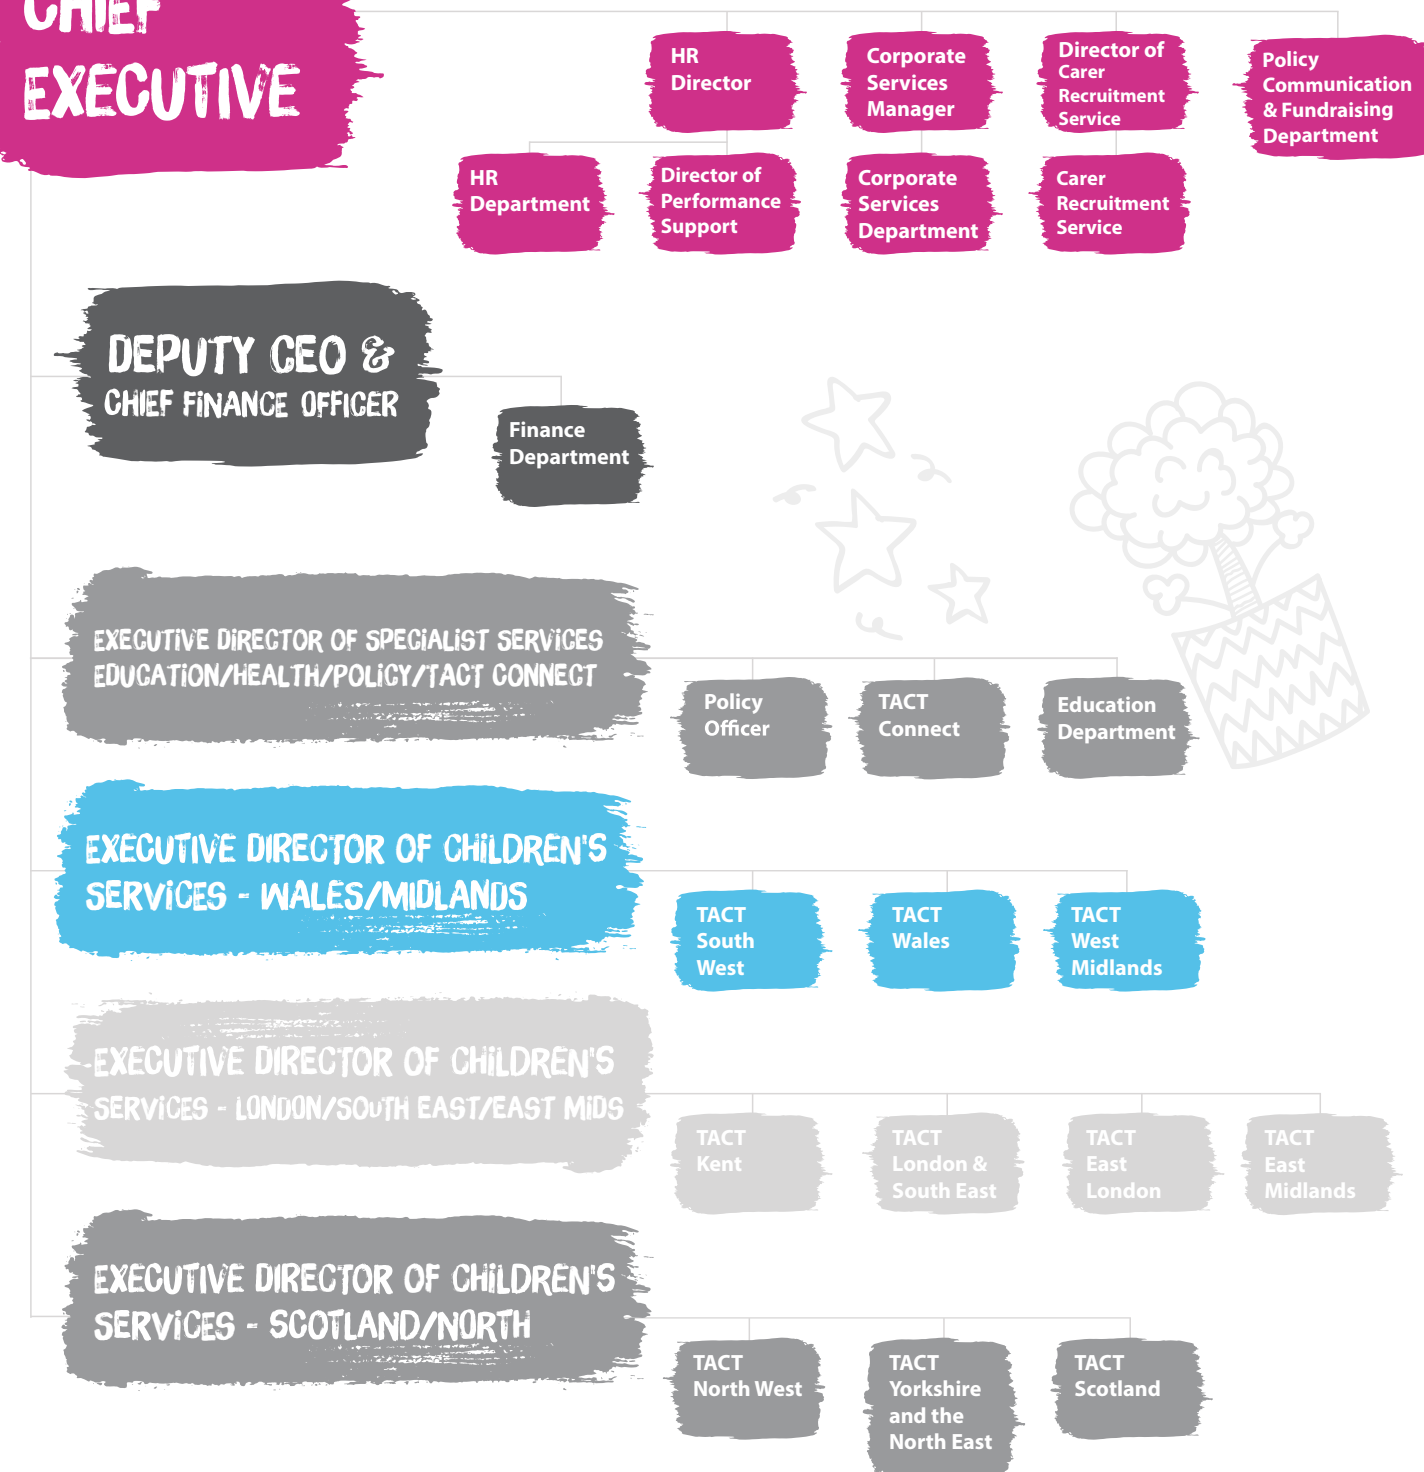 CHIEF
EXECUTIVE
HR
Director
Corporate
Services
Manager
Director of
Carer
Recruitment
Service
Policy
Communication
& Fundraising
Department
HR
Department
Director of
Performance
Support
Corporate
Services
Department
Carer
Recruitment
Service
DEPUTY CEO &
CHIEF FINANCE OFFICER
Finance
Department
EXECUTIVE DIRECTOR OF SPECIALIST SERVICES
EDUCATION/HEALTH/POLICY/TACT CONNECT
Policy
Officer
TACT
Connect
Education
Department
EXECUTIVE DIRECTOR OF CHILDREN'S
SERVICES - WALES/MIDLANDS
TACT
South
West
TACT
Wales
TACT
West
Midlands
EXECUTIVE DIRECTOR OF CHILDREN'S
SERVICES - LONDON/SOUTH EAST/EAST MIDS
TACT
Kent
TACT
London &
South East
TACT
East
London
TACT
East
Midlands
EXECUTIVE DIRECTOR OF CHILDREN'S
SERVICES - SCOTLAND/NORTH
TACT
North West
TACT
Yorkshire
and the
North East
TACT
Scotland